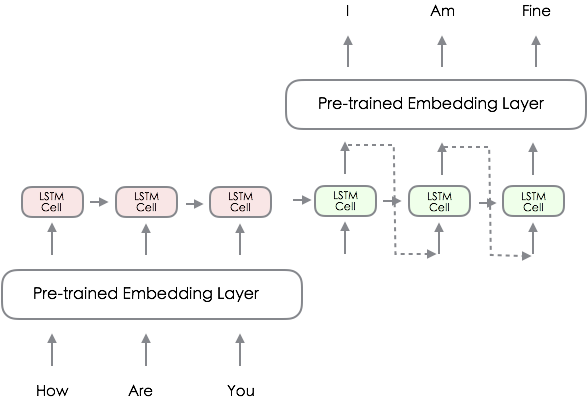 I Am Fine
Pre-trained Embedding Layer
LSTM LSTM LSTM LSTM LSTM LSTM
Cell Cell Cell Cell Cell Cell
Pre-trained Embedding Layer
How Are You